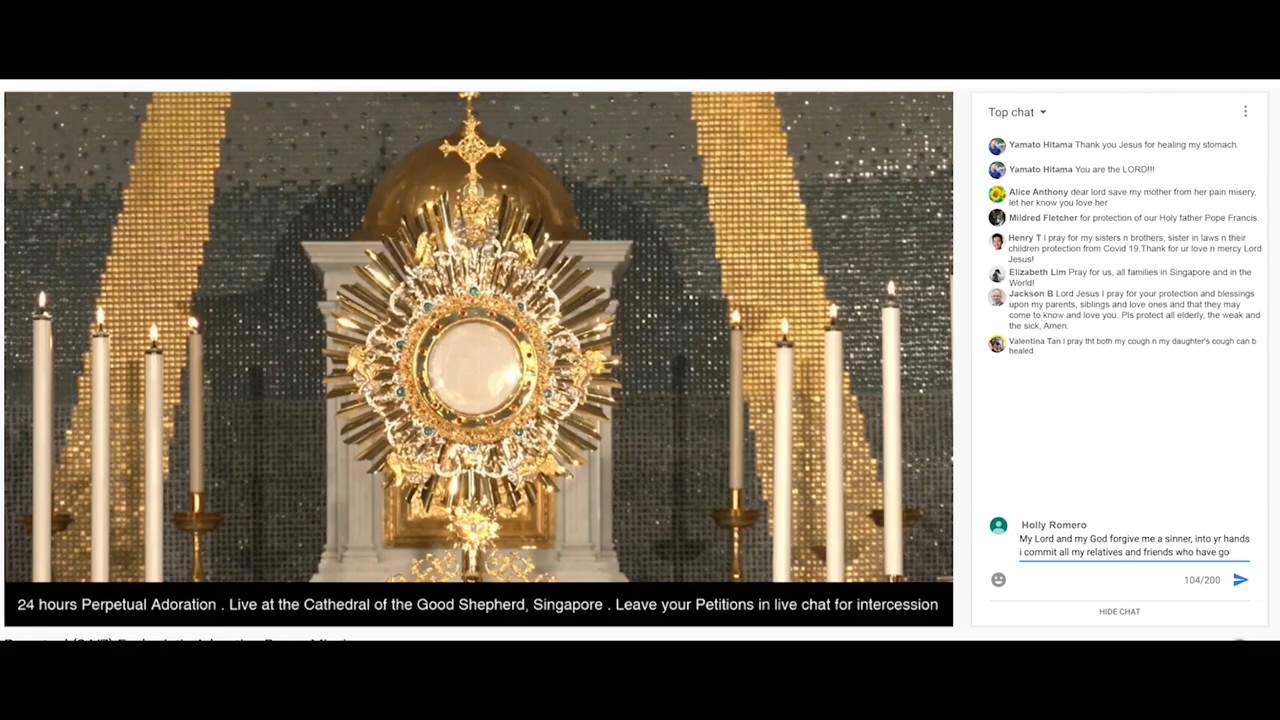 24 hours Perpetual Adoration . Live at the Cathedral of the Good Shepherd, Singapore . Leave your Petitions in live chat for intercession
Top chat
Yamato Hitama Thank you Jesus for healing my stomach.
Yamato Hitama You are the LORD!!!
Alice Anthony dear lord save my mother from her pain misery,
let her know you love her
Mildred Fletcher for protection of our Holy father Pope Francis.
Henry T I pray for my sisters n brothers, sister in laws n their
children protection from Covid 19.Thank for ur love n mercy Lord
Jesus!
Elizabeth Lim Pray for us, all families in Singapore and in the
World!
Jackson B Lord Jesus I pray for your protection and blessings
upon my parents, siblings and love ones and that they may
come to know and love you. Pls protect all elderly, the weak and
the sick, Amen.
Valentina Tan I pray tht both my cough n my daughter's cough can b
healed
Holly Romero
My Lord and my God forgive me a sinner, into yr hands
i commit all my relatives and friends who have go
104/200
HIDE CHAT